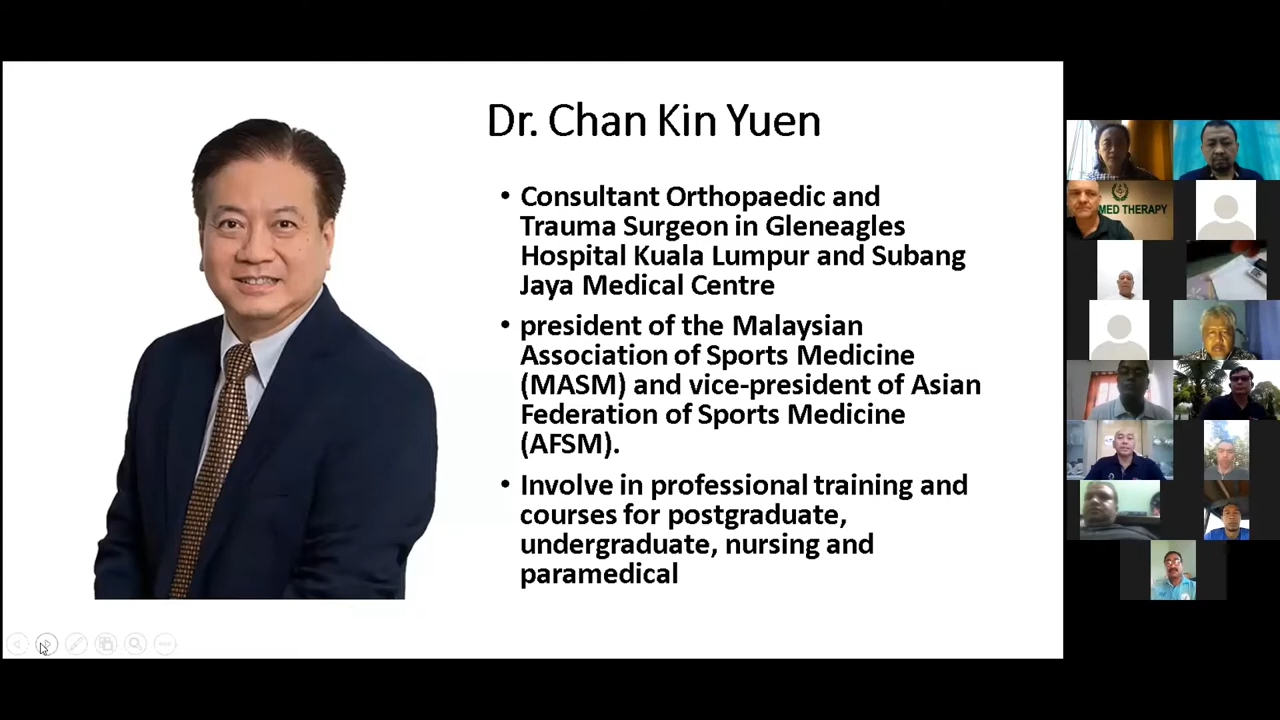 Dr. Chan Kin Yuen
• Consultant Orthopaedic and
Trauma Surgeon in Gleneagles
Hospital Kuala Lumpur and Subang
Jaya Medical Centre
• president of the Malaysian
Association of Sports Medicine
(MASM) and vice-president of Asian
Federation of Sports Medicine
(AFSM).
• Involve in professional training and
courses for postgraduate,
undergraduate, nursing and
paramedical
MED THERAPY